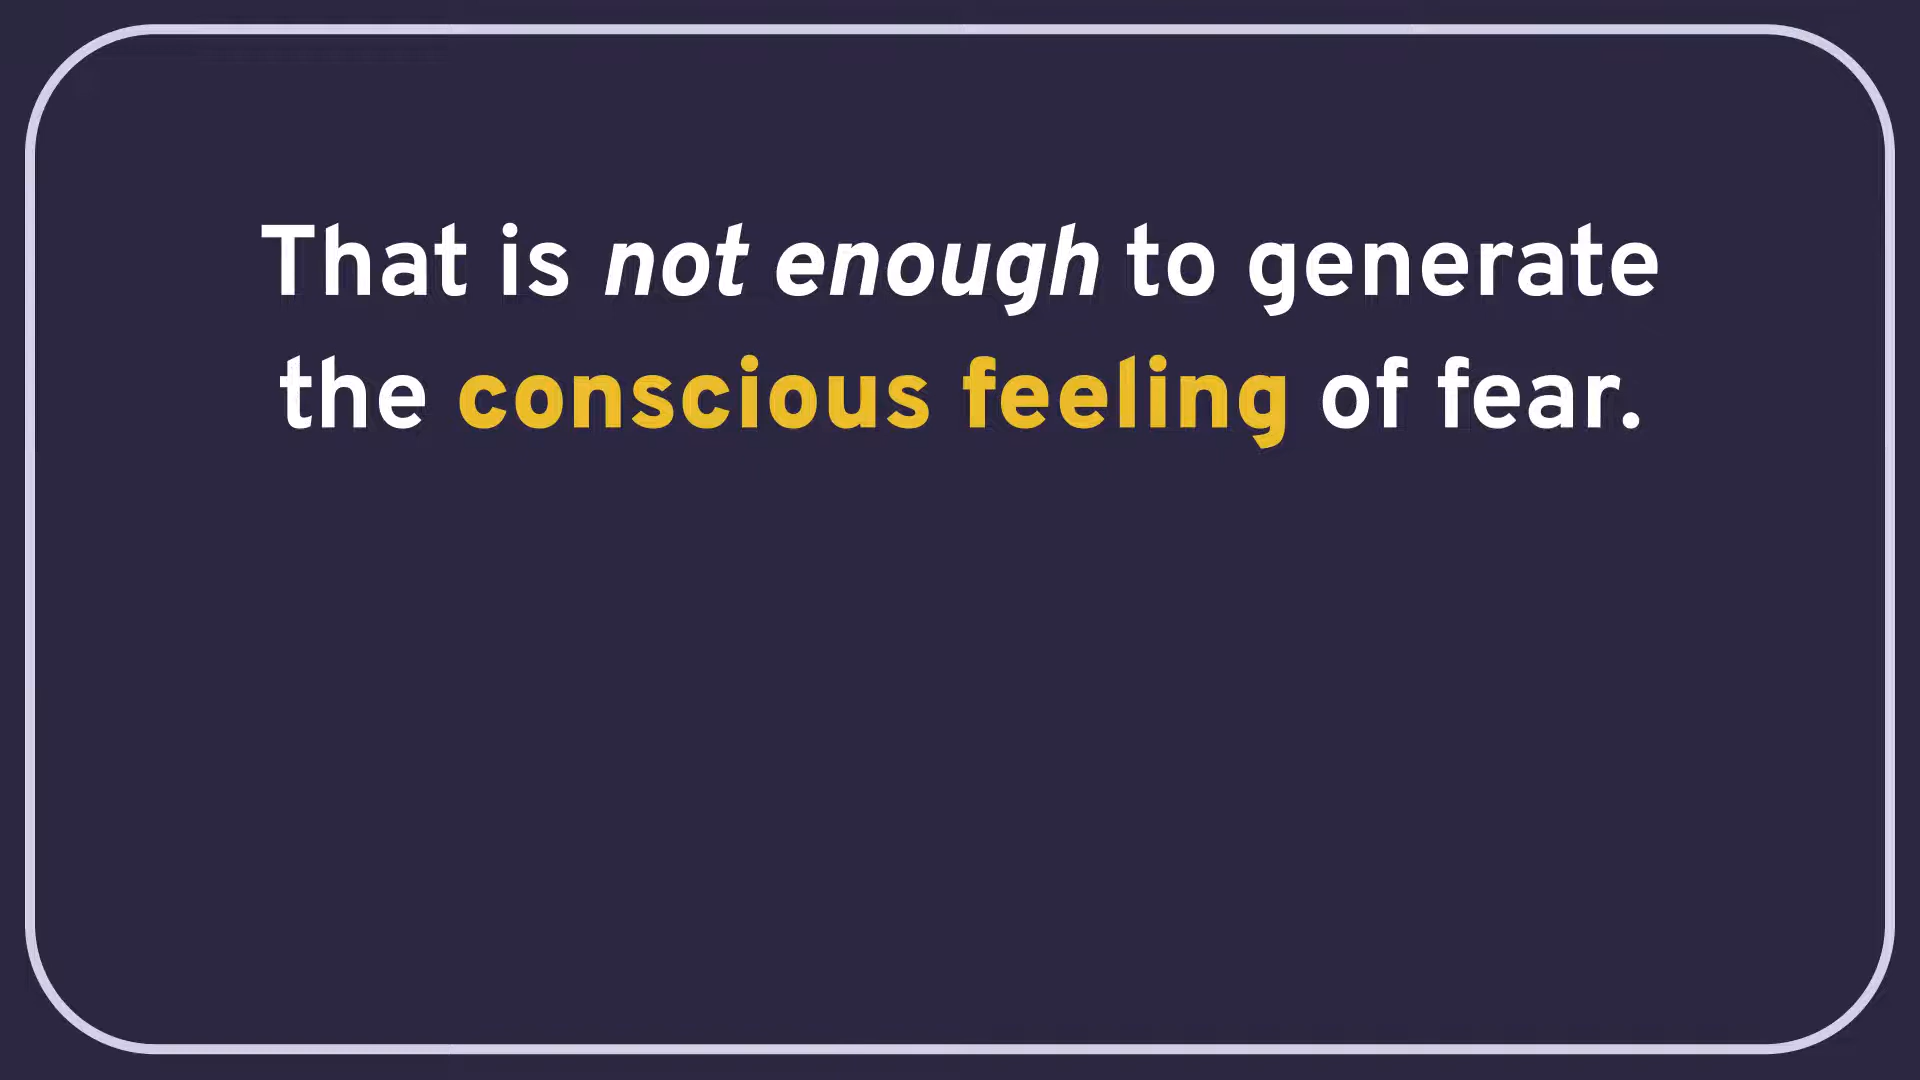 That is not enough to generate
the conscious feeling of fear.